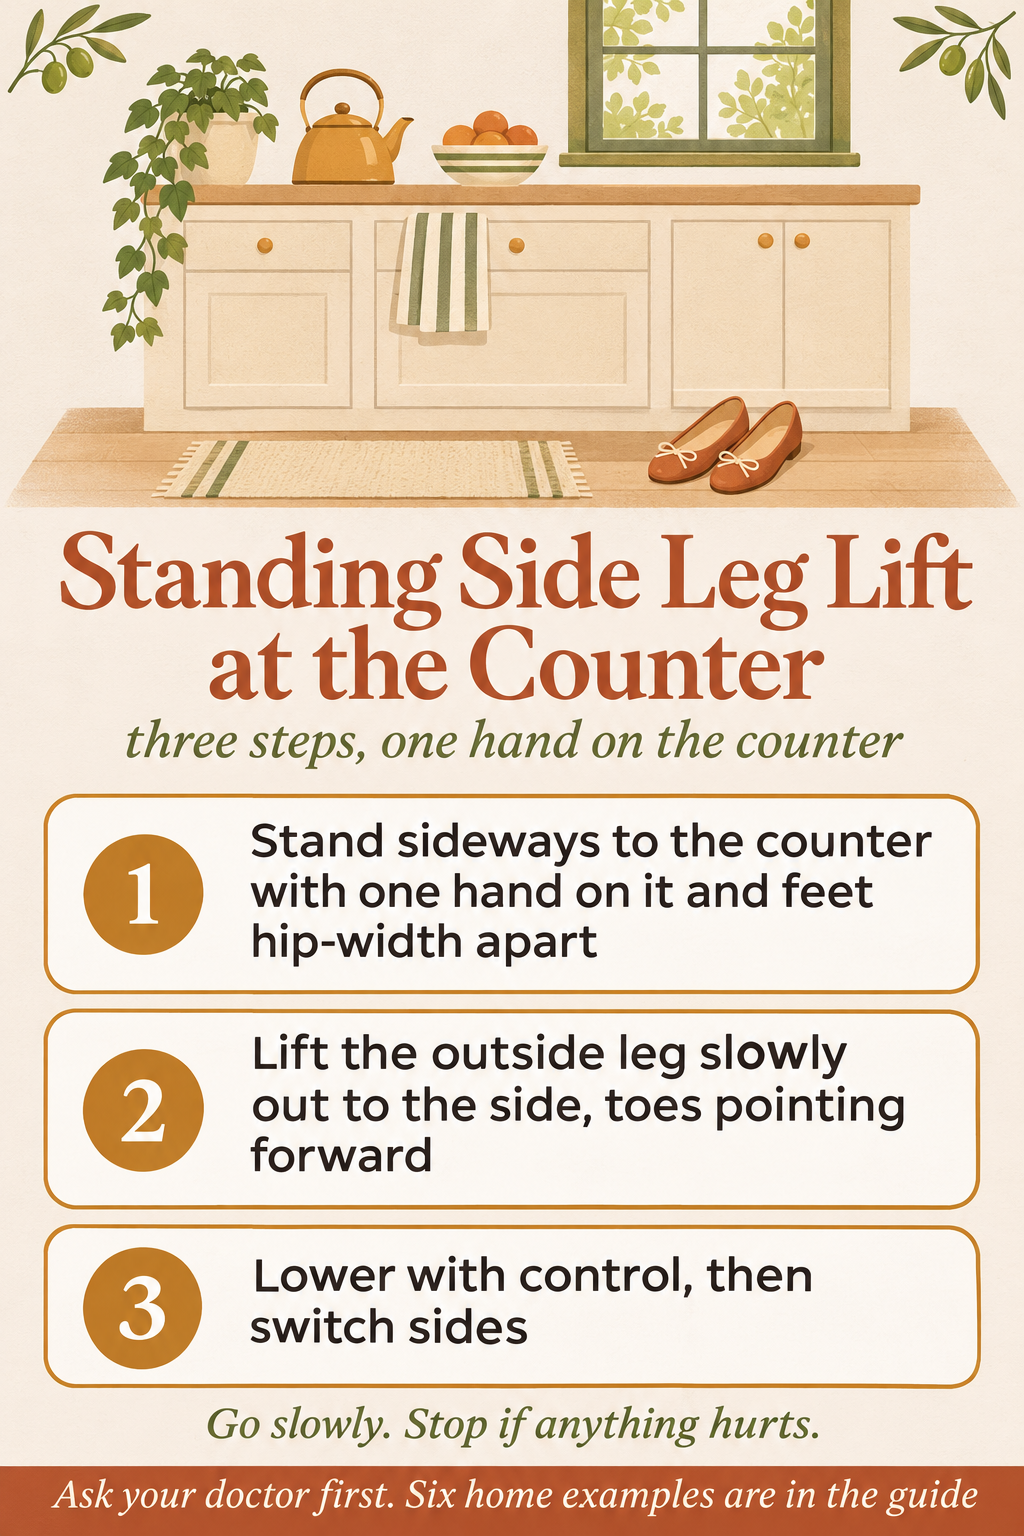 Standing Side Leg Lift
at the Counter
three steps, one hand on the counter
1
Stand sideways to the counter
with one hand on it and feet
hip-width apart
2
Lift the outside leg slowly
out to the side, toes pointing
forward
3
Lower with control, then
switch sides
Go slowly. Stop if anything hurts.
Ask your doctor first. Six home examples are in the guide